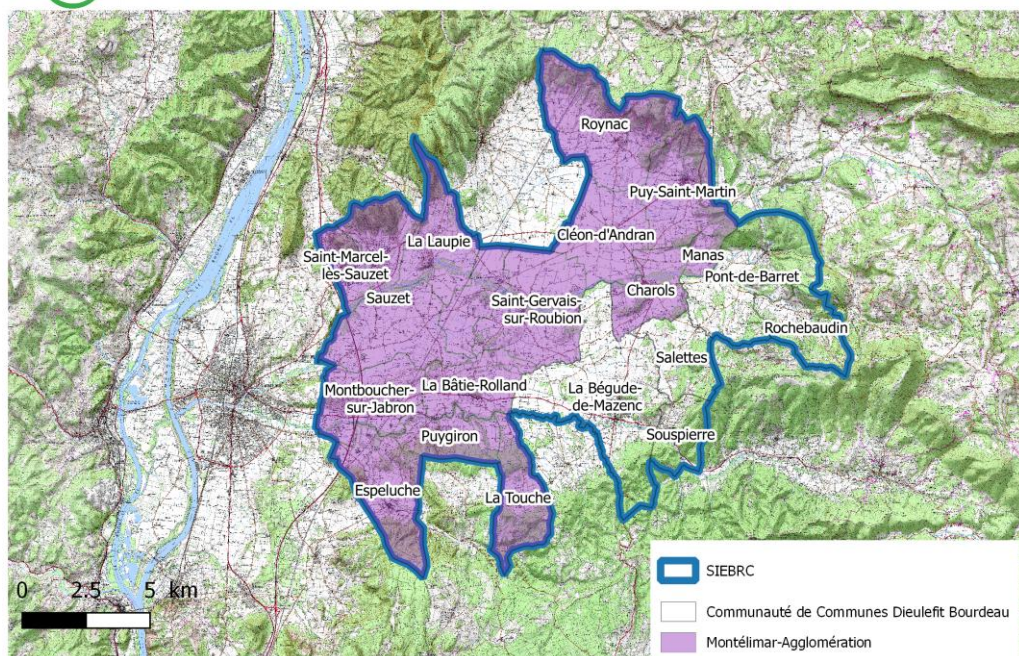 Roynac
Puy-Saint-Martin
Cléon-d'Andran
La Laupie
Saint-Marcel-
lès-Sauzet
Manas
Pont-de-Barret
Sauzet
Saint-Gervais-
sur-Roubion
Charols
Rochebaudin
Salettes
Montboucher-
sur-Jabron
La Bâtie-Rolland
La Bégude-
de-Mazenc
Puygiron
Souspierre
Espeluche
La Touche
0 2.5 5 km
SIEBRC
Communauté de Communes Dieulefit Bourdeau
Montélimar-Agglomération